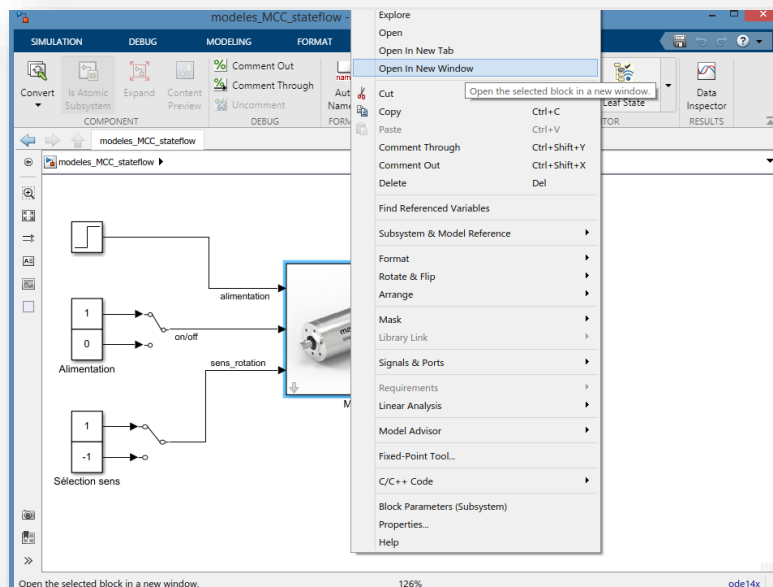 modeles_MCC_stateflow -
SIMULATION DEBUG MODELING FORMAT
Convert
Is Atomic Subsystem
Expand
Content Preview
COMPONENT
Comment Out
Comment Through
Uncomment
DEBUG
name
Leaf State
Data Inspector
RESULTS
modeles_MCC_stateflow
modeles_MCC_stateflow
alimentation
1
0
on/off
Alimentation
sens_rotation
1
-1
Sélection sens
Explore
Open
Open In New Tab
Open In New Window
Open the selected block in a new window.
Cut
Copy Ctrl+C
Paste Ctrl+V
Comment Through Ctrl+Shift+Y
Comment Out Ctrl+Shift+X
Delete Del
Find Referenced Variables
Subsystem & Model Reference
Format
Rotate & Flip
Arrange
Mask
Library Link
Signals & Ports
Requirements
Linear Analysis
Model Advisor
Fixed-Point Tool...
C/C++ Code
Block Parameters (Subsystem)
Properties...
Help
Open the selected block in a new window. 126% ode14x